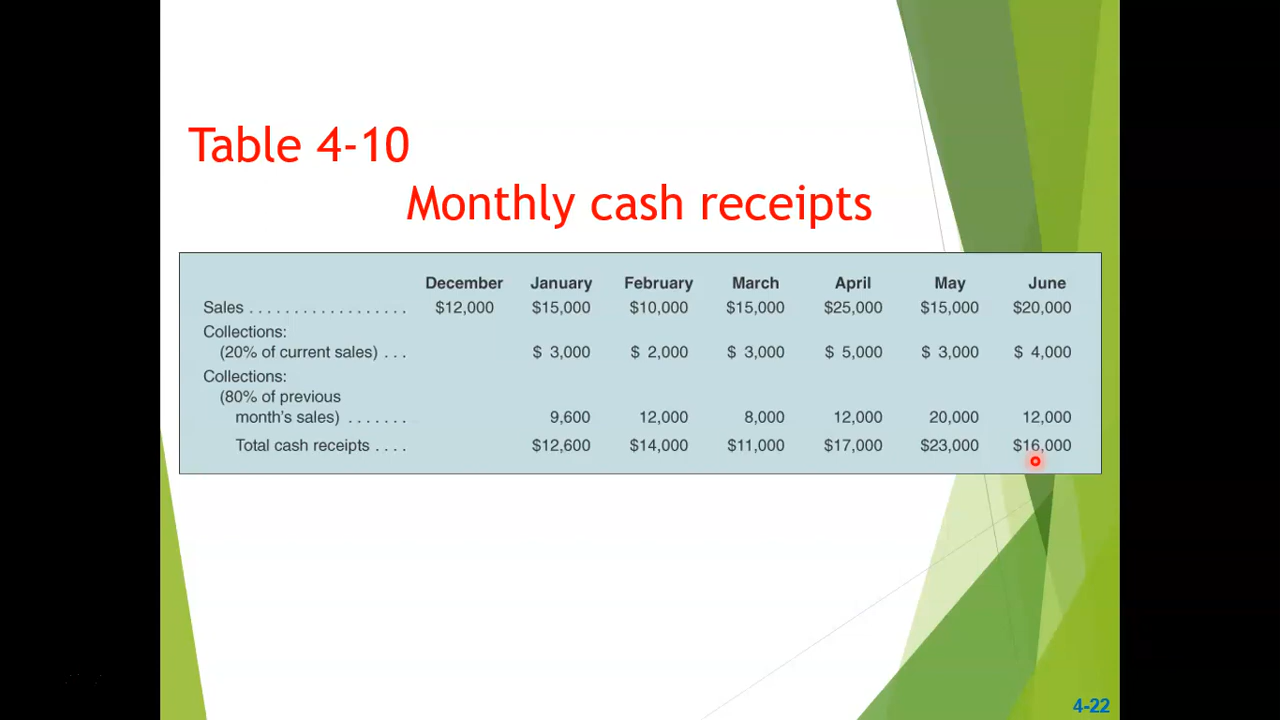 Table 4-10
Monthly cash receipts
December January February March April May June
Sales . . . . . . . . . . . . . . . . . . $12,000 $15,000 $10,000 $15,000 $25,000 $15,000 $20,000
Collections:
(20% of current sales) . . . $ 3,000 $ 2,000 $ 3,000 $ 5,000 $ 3,000 $ 4,000
Collections:
(80% of previous
month’s sales) . . . . . . . 9,600 12,000 8,000 12,000 20,000 12,000
Total cash receipts . . . . $12,600 $14,000 $11,000 $17,000 $23,000 $16,000
4-22